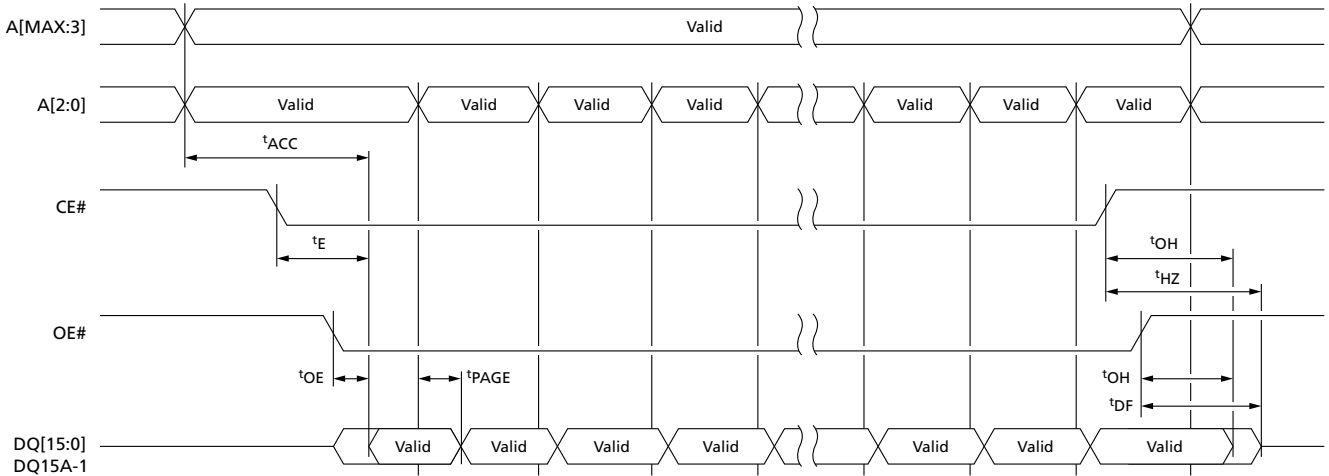 A[MAX:3] Valid
A[2:0] Valid Valid Valid Valid Valid Valid Valid
tACC
CE#
tE tOH
tHZ
OE#
tOE tPAGE tOH
tDF
DQ[15:0] Valid Valid Valid Valid Valid Valid Valid
DQ15A-1